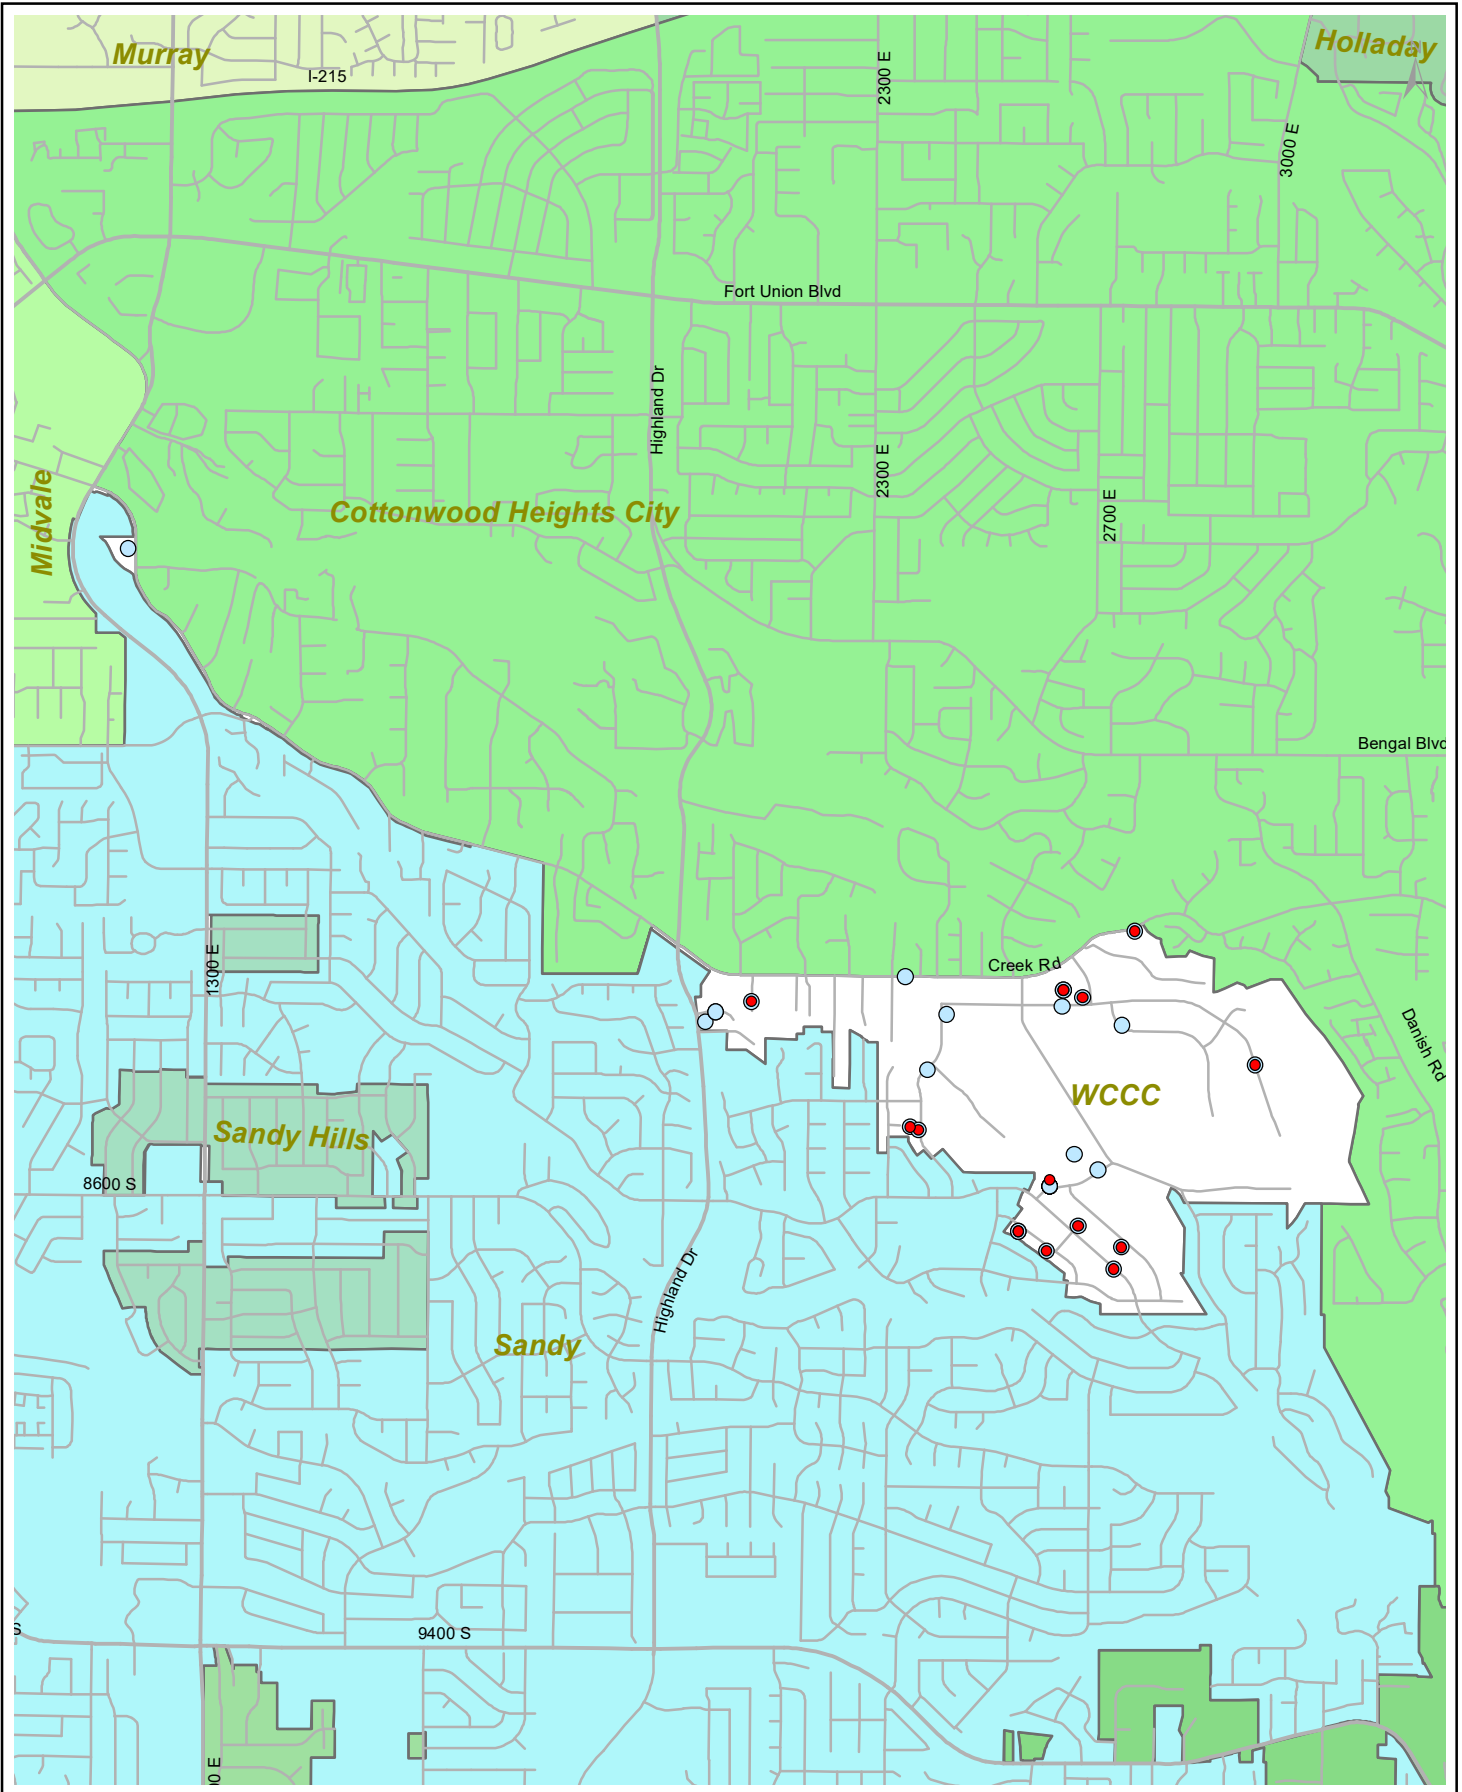 Murray
Holladay
I-215
2300 E
3000 E
Fort Union Blvd
Highland Dr
2300 E
Midvale
Cottonwood Heights City
2700 E
Bengal Blvd
1300 E
Creek Rd
Danish Rd
WCCC
Sandy Hills
8600 S
Highland Dr
Sandy
S
9400 S
00 E